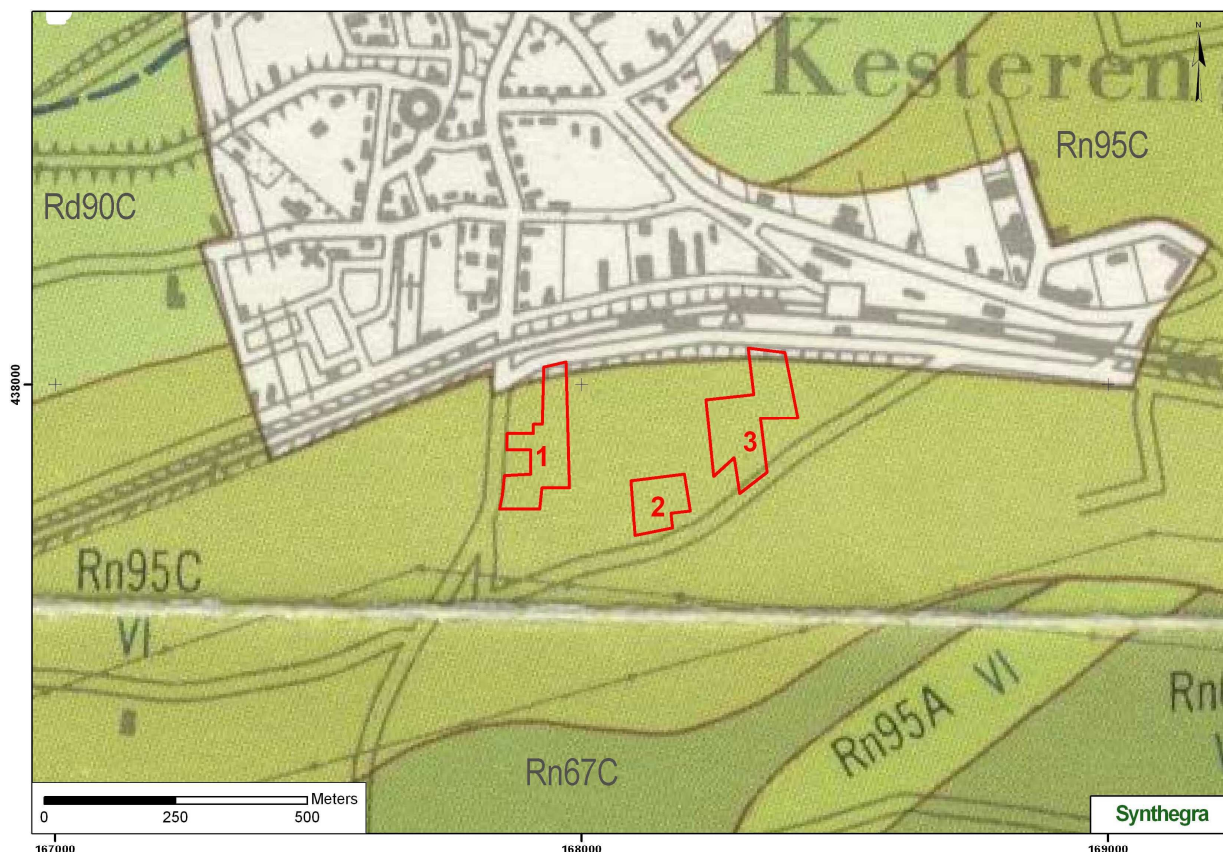 N
Kesteren
Rn95C
Rd90C
438000
1
3
2
Rn95C
VI
Rn95A VI
Rn67C
Meters
0 250 500
Synthegra
167000 168000 169000